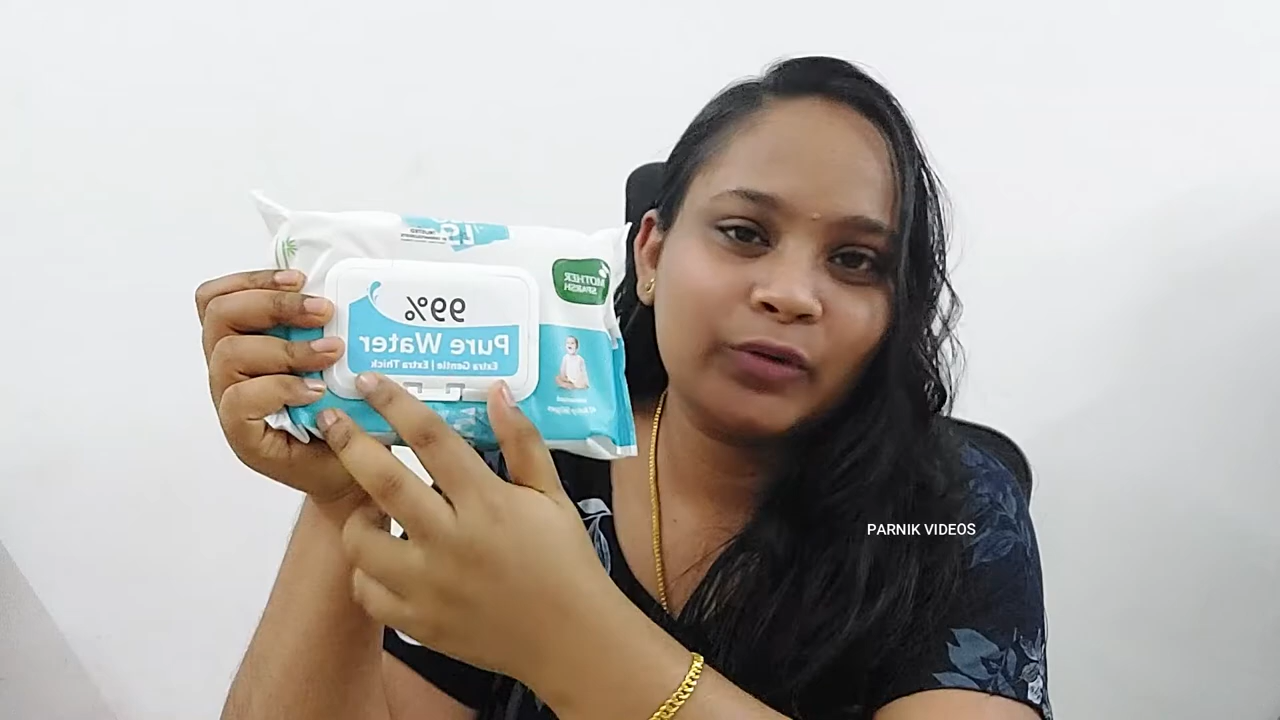 MOTHER
SPARSH
99%
Pure Water
Extra Gentle | Extra Thick
PARNIK VIDEOS